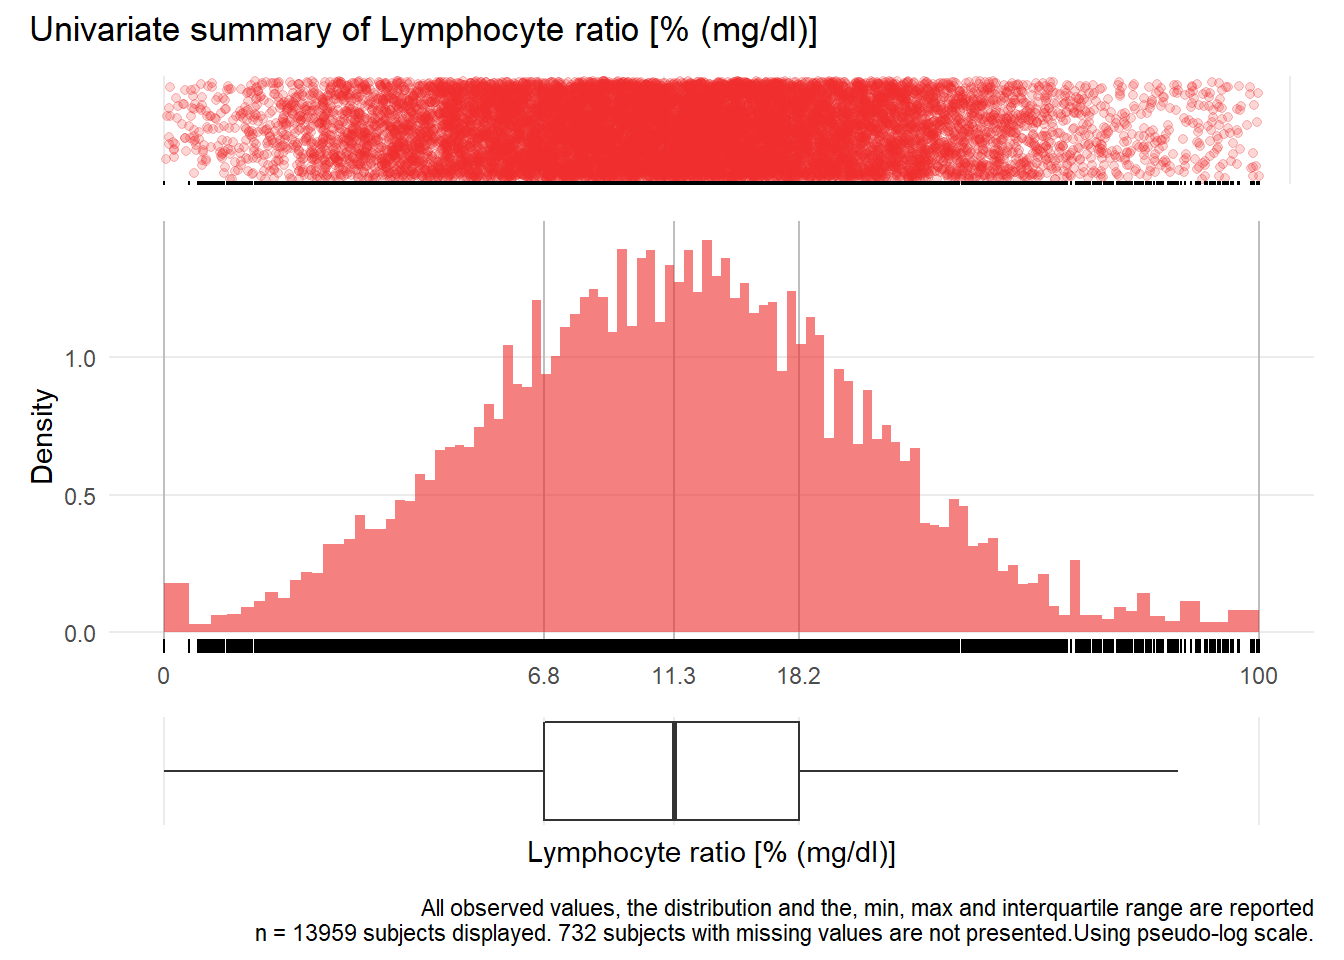 Univariate summary of Lymphocyte ratio [% (mg/dl)]
Density
1.0
0.5
0.0
0 6.8 11.3 18.2 100
Lymphocyte ratio [% (mg/dl)]
All observed values, the distribution and the, min, max and interquartile range are reported
n = 13959 subjects displayed. 732 subjects with missing values are not presented.Using pseudo-log scale.